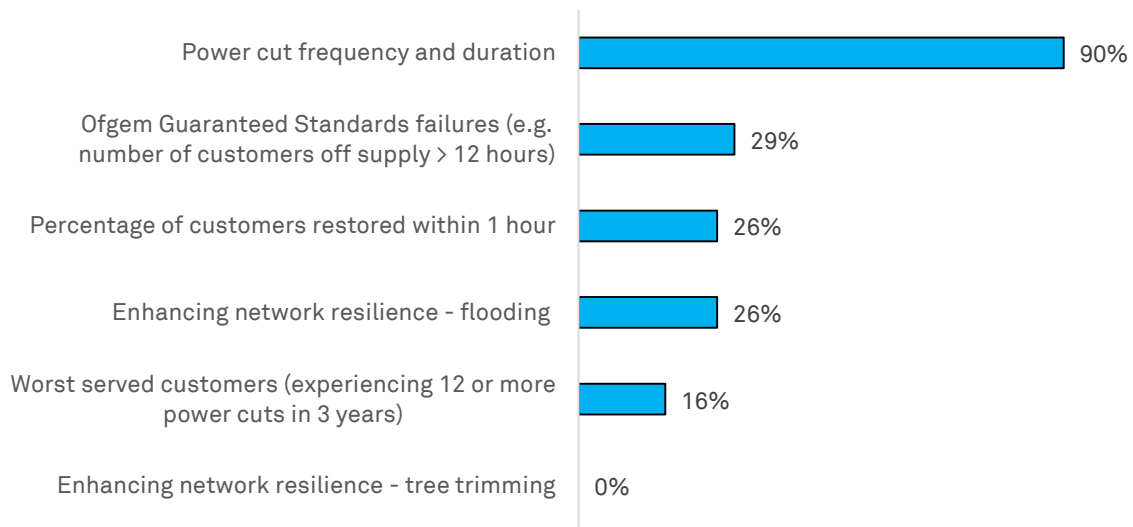 Power cut frequency and duration
90%
Ofgem Guaranteed Standards failures (e.g.
number of customers off supply > 12 hours)
29%
Percentage of customers restored within 1 hour
26%
Enhancing network resilience - flooding
26%
Worst served customers (experiencing 12 or more
power cuts in 3 years)
16%
Enhancing network resilience - tree trimming
0%